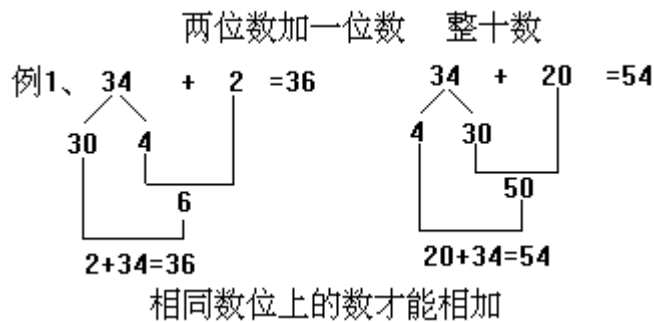 两位数加一位数 整十数
例1、 34 + 2 =36 34 + 20 =54
30 4 4 30
6 50
2+34=36 20+34=54
相同数位上的数才能相加